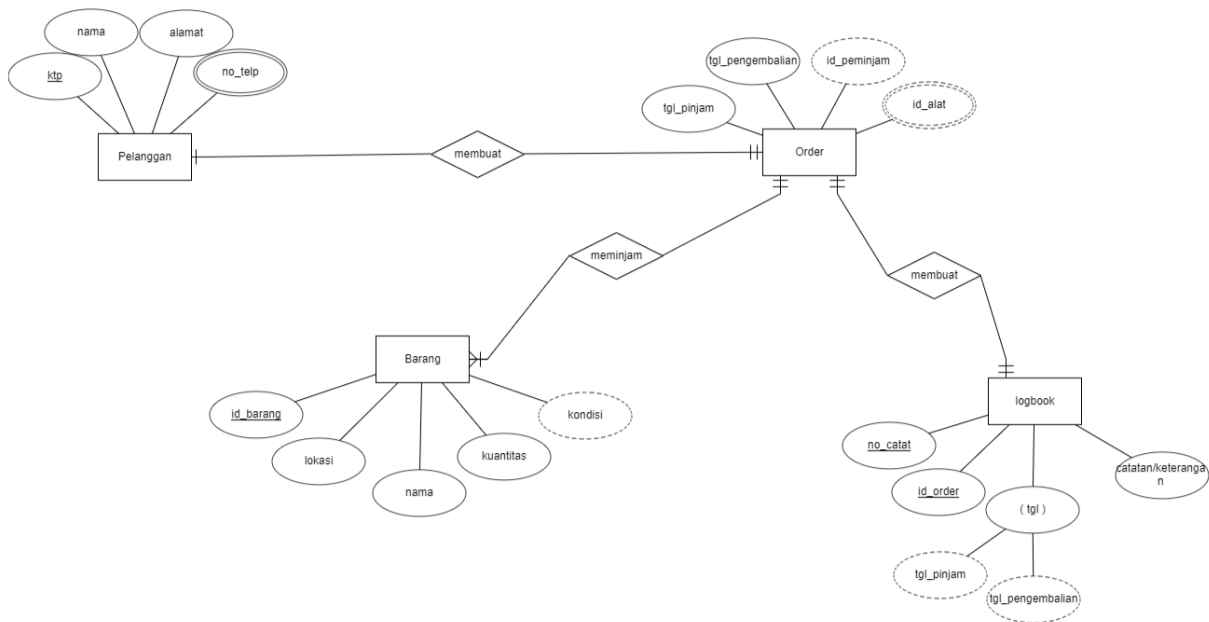 nama
alamat
ktp
no_telp
Pelanggan
membuat
tgl_pengembalian
id_peminjam
tgl_pinjam
id_alat
Order
meminjam
membuat
Barang
id_barang
lokasi
nama
kuantitas
kondisi
logbook
no_catat
id_order
( tgl )
catatan/keterangan
n
tgl_pinjam
tgl_pengembalian